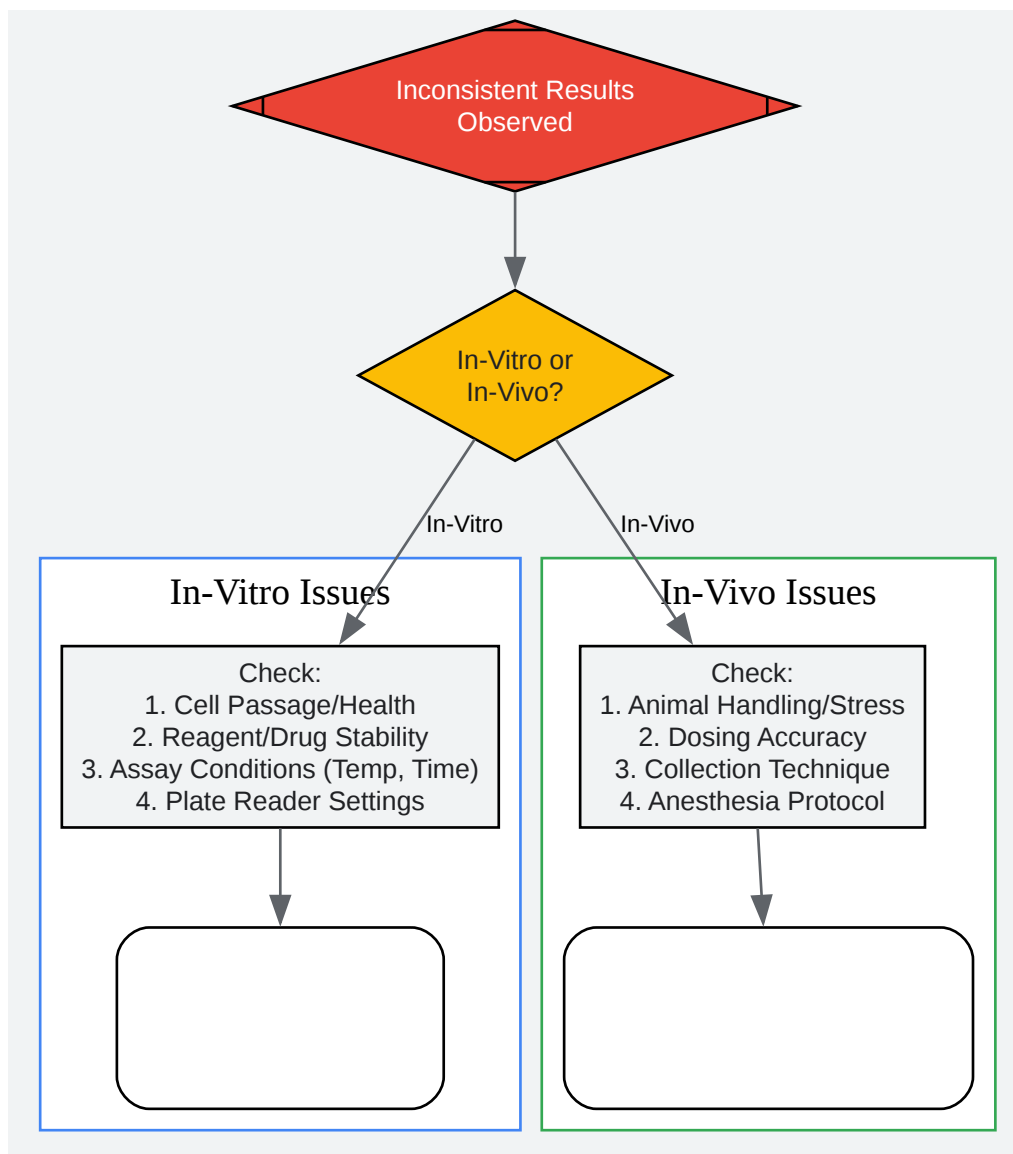 Inconsistent Results
Observed
In-Vitro or
In-Vivo?
In-Vitro
In-Vivo
In-Vitro Issues
Check:
1. Cell Passage/Health
2. Reagent/Drug Stability
3. Assay Conditions (Temp, Time)
4. Plate Reader Settings
In-Vivo Issues
Check:
1. Animal Handling/Stress
2. Dosing Accuracy
3. Collection Technique
4. Anesthesia Protocol